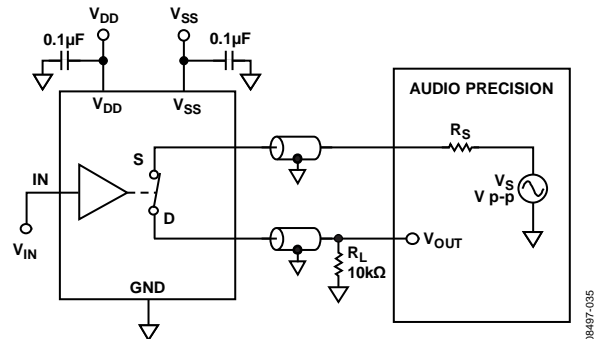 VDD
VSS
0.1µF
0.1µF
VDD
VSS
AUDIO PRECISION
RS
S
IN
VS
V p-p
D
VOUT
VIN
RL
10kΩ
GND
08497-035